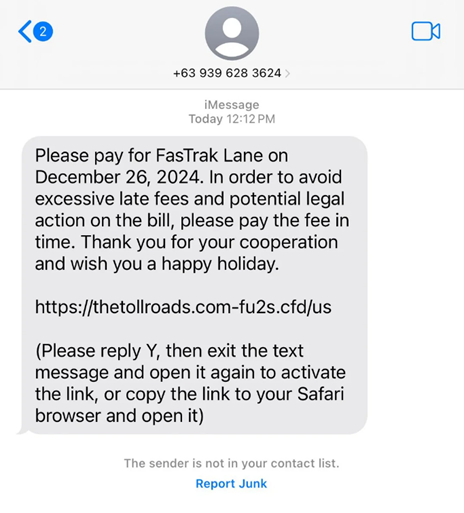 2
+63 939 628 3624 >
iMessage
Today 12:12 PM
Please pay for FasTrak Lane on
December 26, 2024. In order to avoid
excessive late fees and potential legal
action on the bill, please pay the fee in
time. Thank you for your cooperation
and wish you a happy holiday.
https://thetollroads.com-fu2s.cfd/us
(Please reply Y, then exit the text
message and open it again to activate
the link, or copy the link to your Safari
browser and open it)
The sender is not in your contact list.
Report Junk